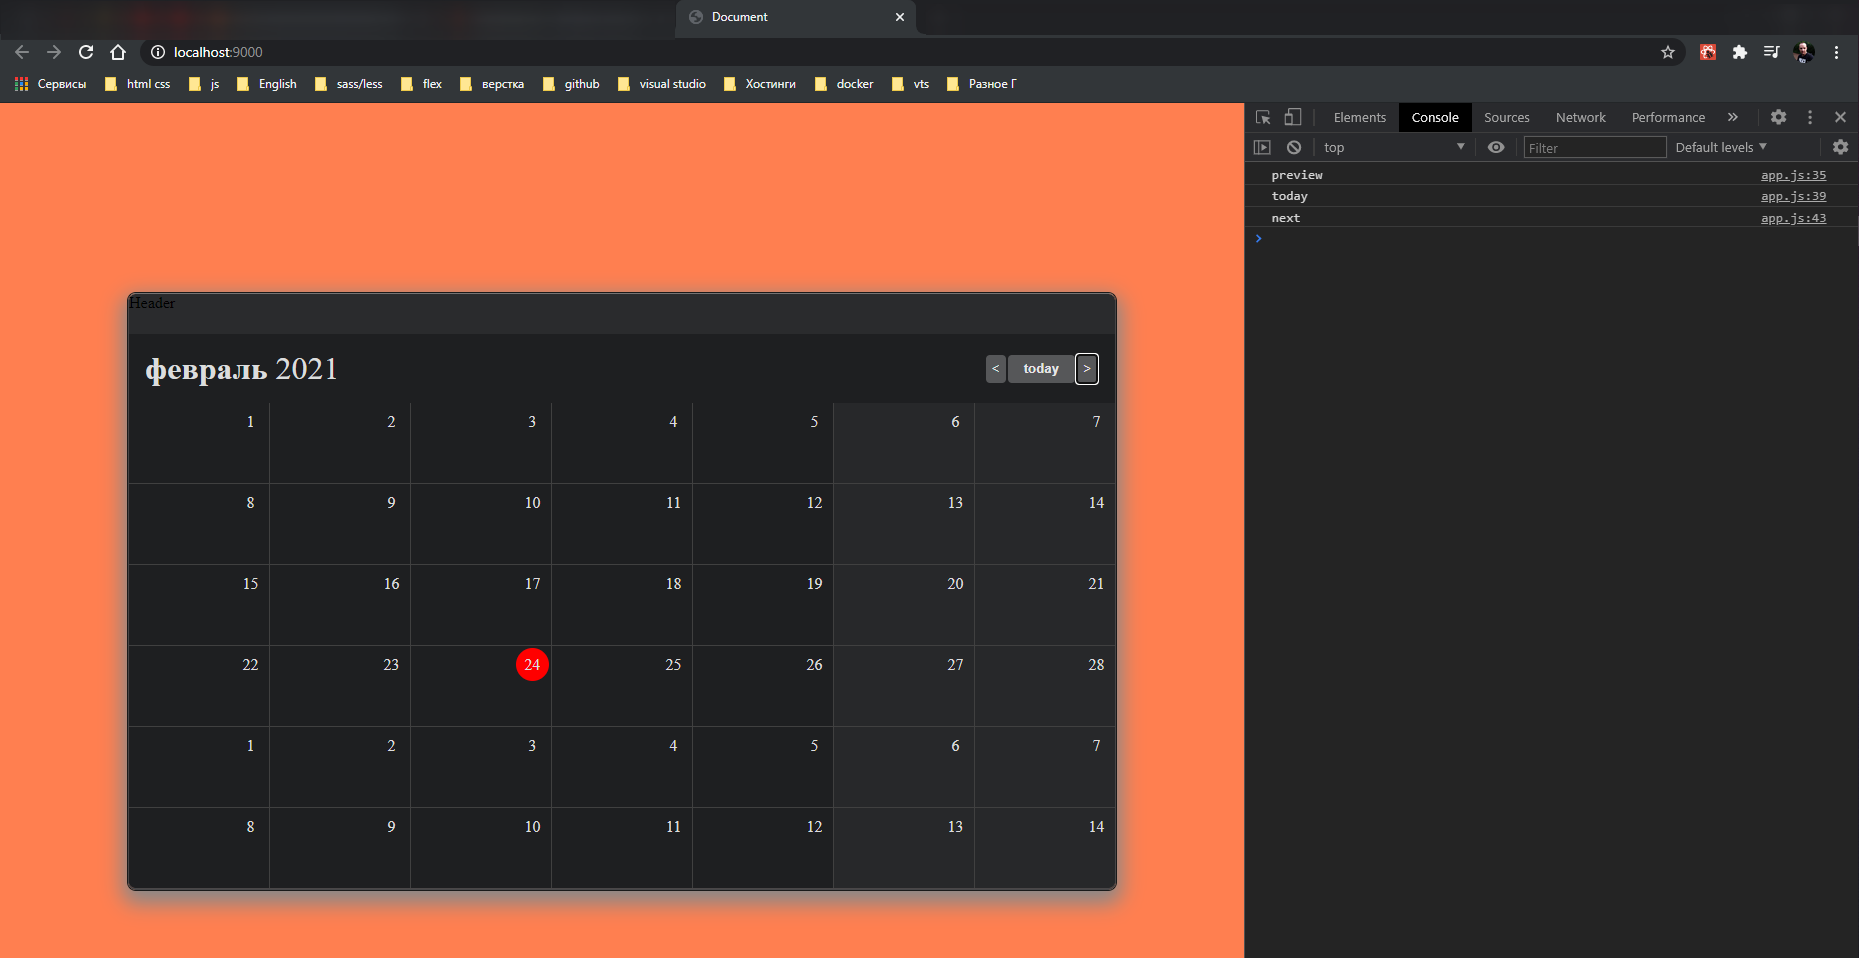 Document
localhost:9000
Сервисы html css js English sass/less flex верстка github visual studio Хостинги docker vts Разное Г
Elements Console Sources Network Performance
top Filter Default levels
preview app.js:35
today app.js:39
next app.js:43
Header
февраль 2021 < today >
1 2 3 4 5 6 7
8 9 10 11 12 13 14
15 16 17 18 19 20 21
22 23 24 25 26 27 28
1 2 3 4 5 6 7
8 9 10 11 12 13 14